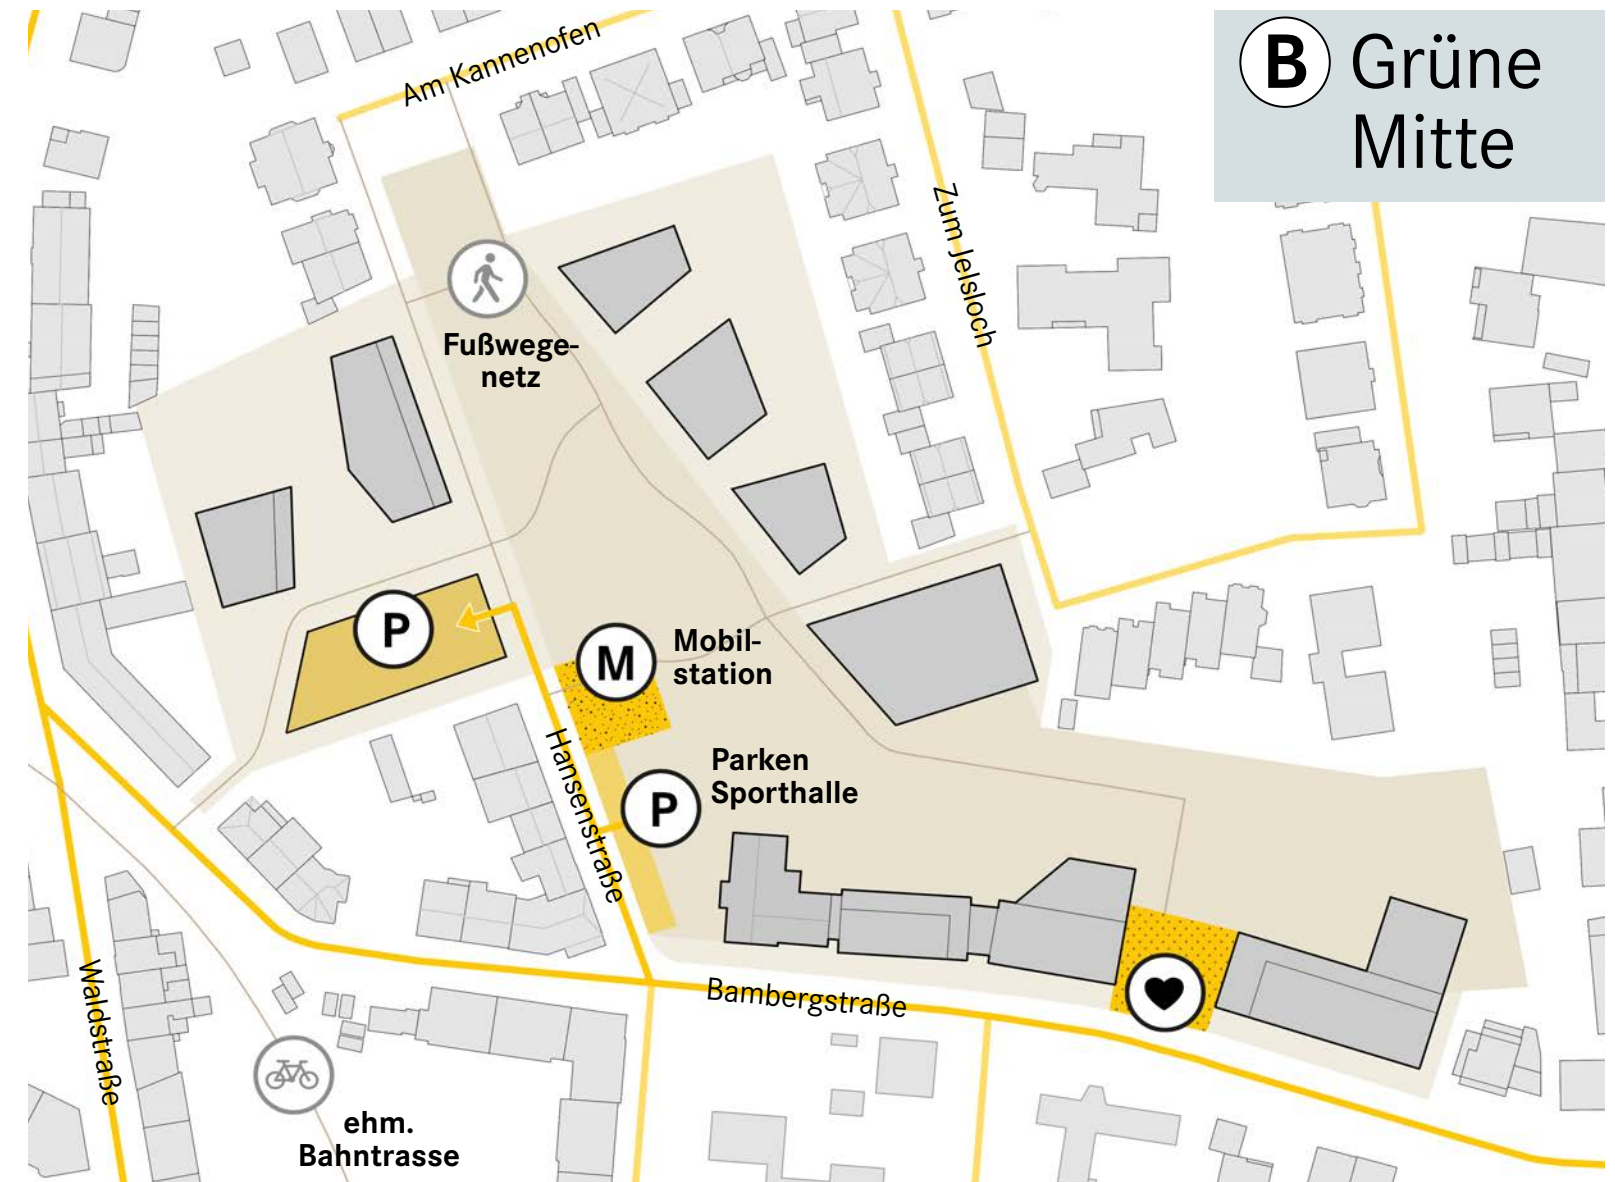 B Grüne
Mitte
Am Kannenofen
Zum Jelsloch
Fußwege-
netz
P
M
Mobil-
station
Hansenstraße
P
Parken
Sporthalle
Bambergstraße
Waldstraße
ehm.
Bahntrasse